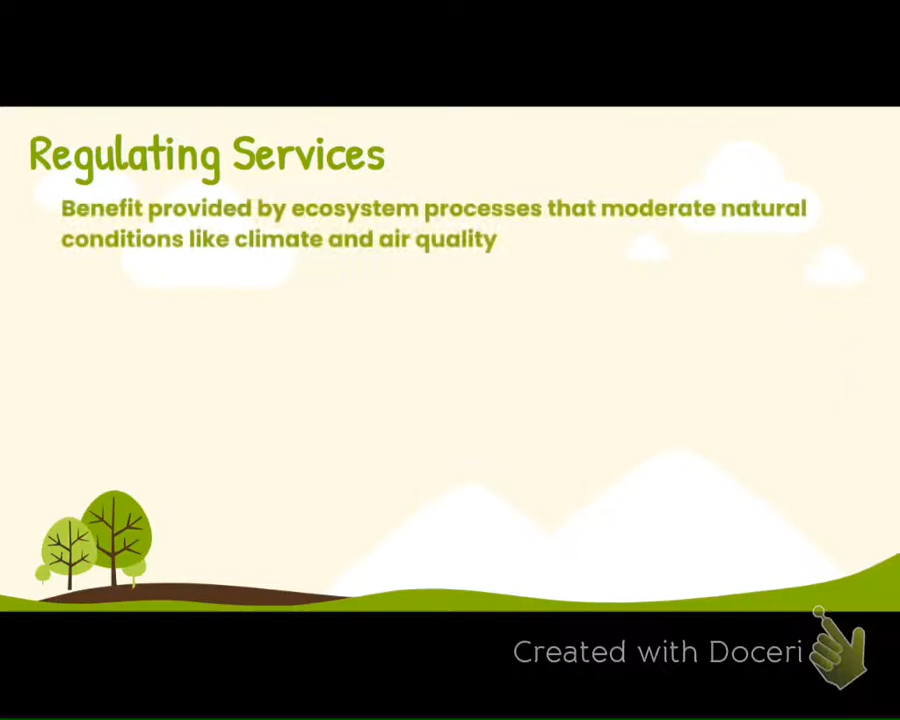 Regulating Services
Benefit provided by ecosystem processes that moderate natural
conditions like climate and air quality
Created with Doceri